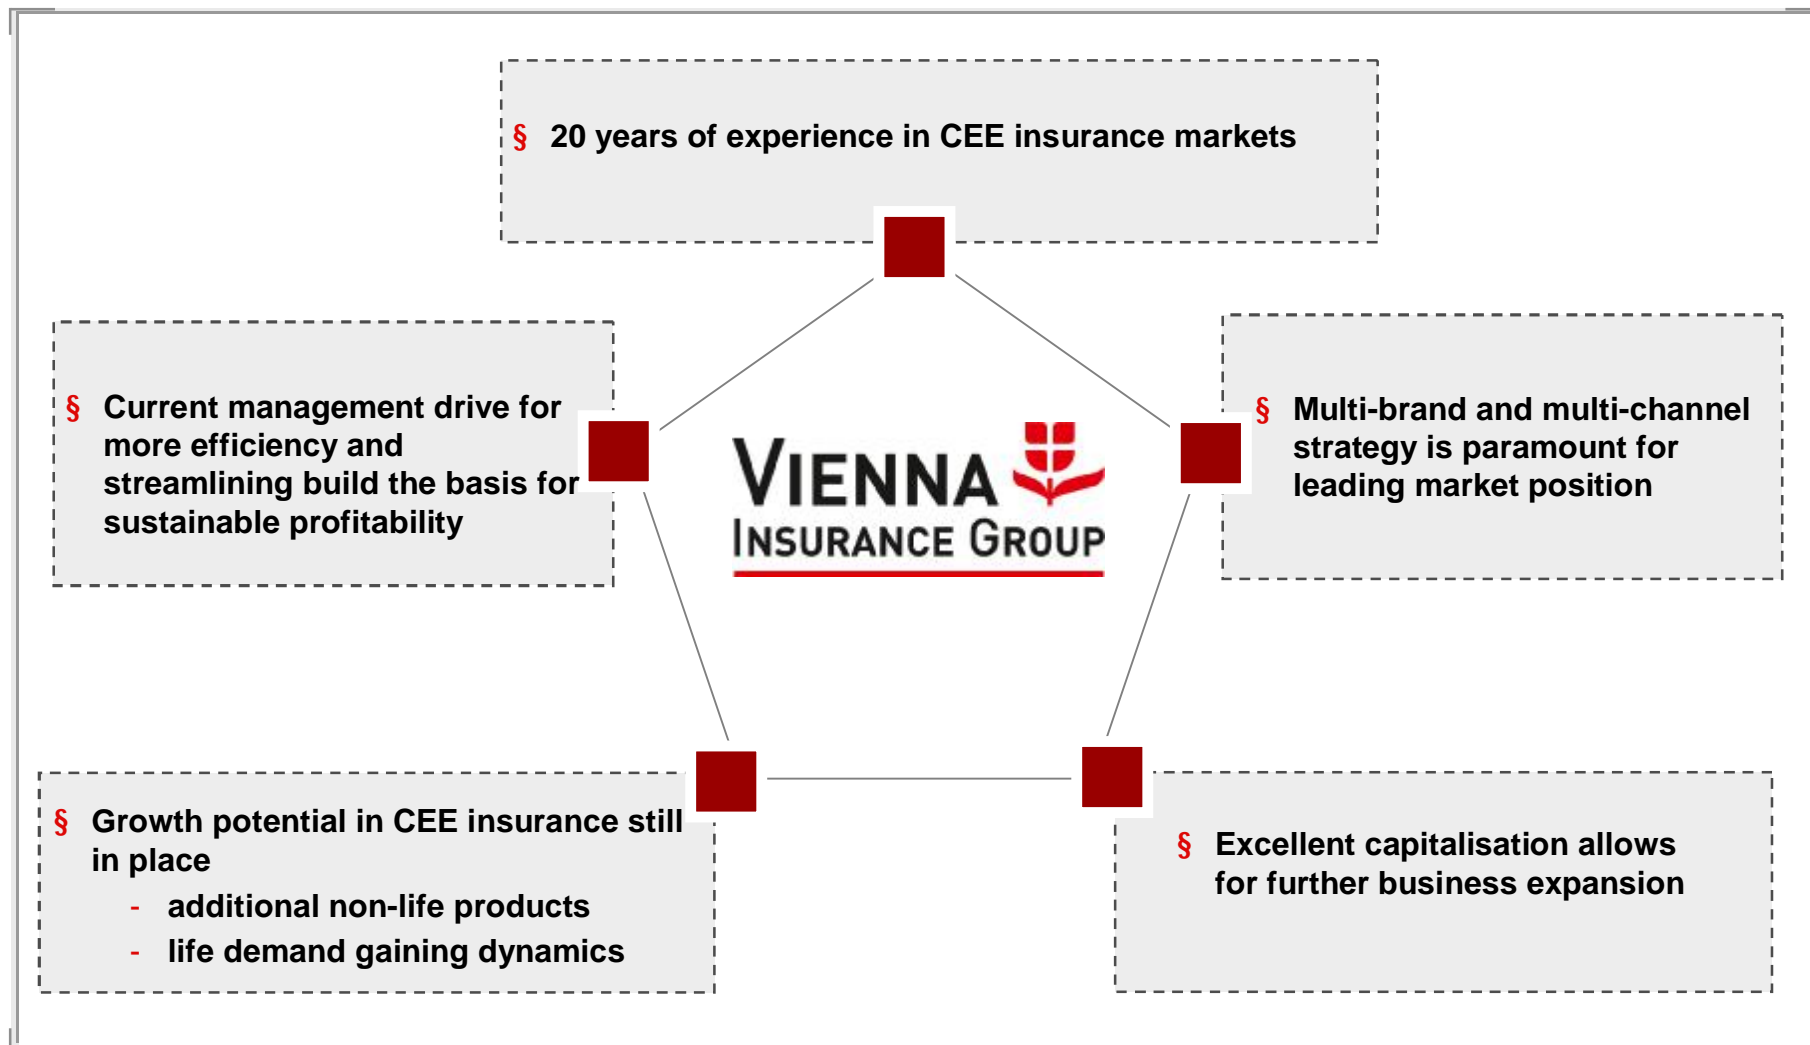 § 20 years of experience in CEE insurance markets
§ Current management drive for
more efficiency and
streamlining build the basis for
sustainable profitability
VIENNA
INSURANCE GROUP
§ Multi-brand and multi-channel
strategy is paramount for
leading market position
§ Growth potential in CEE insurance still
in place
- additional non-life products
- life demand gaining dynamics
§ Excellent capitalisation allows
for further business expansion